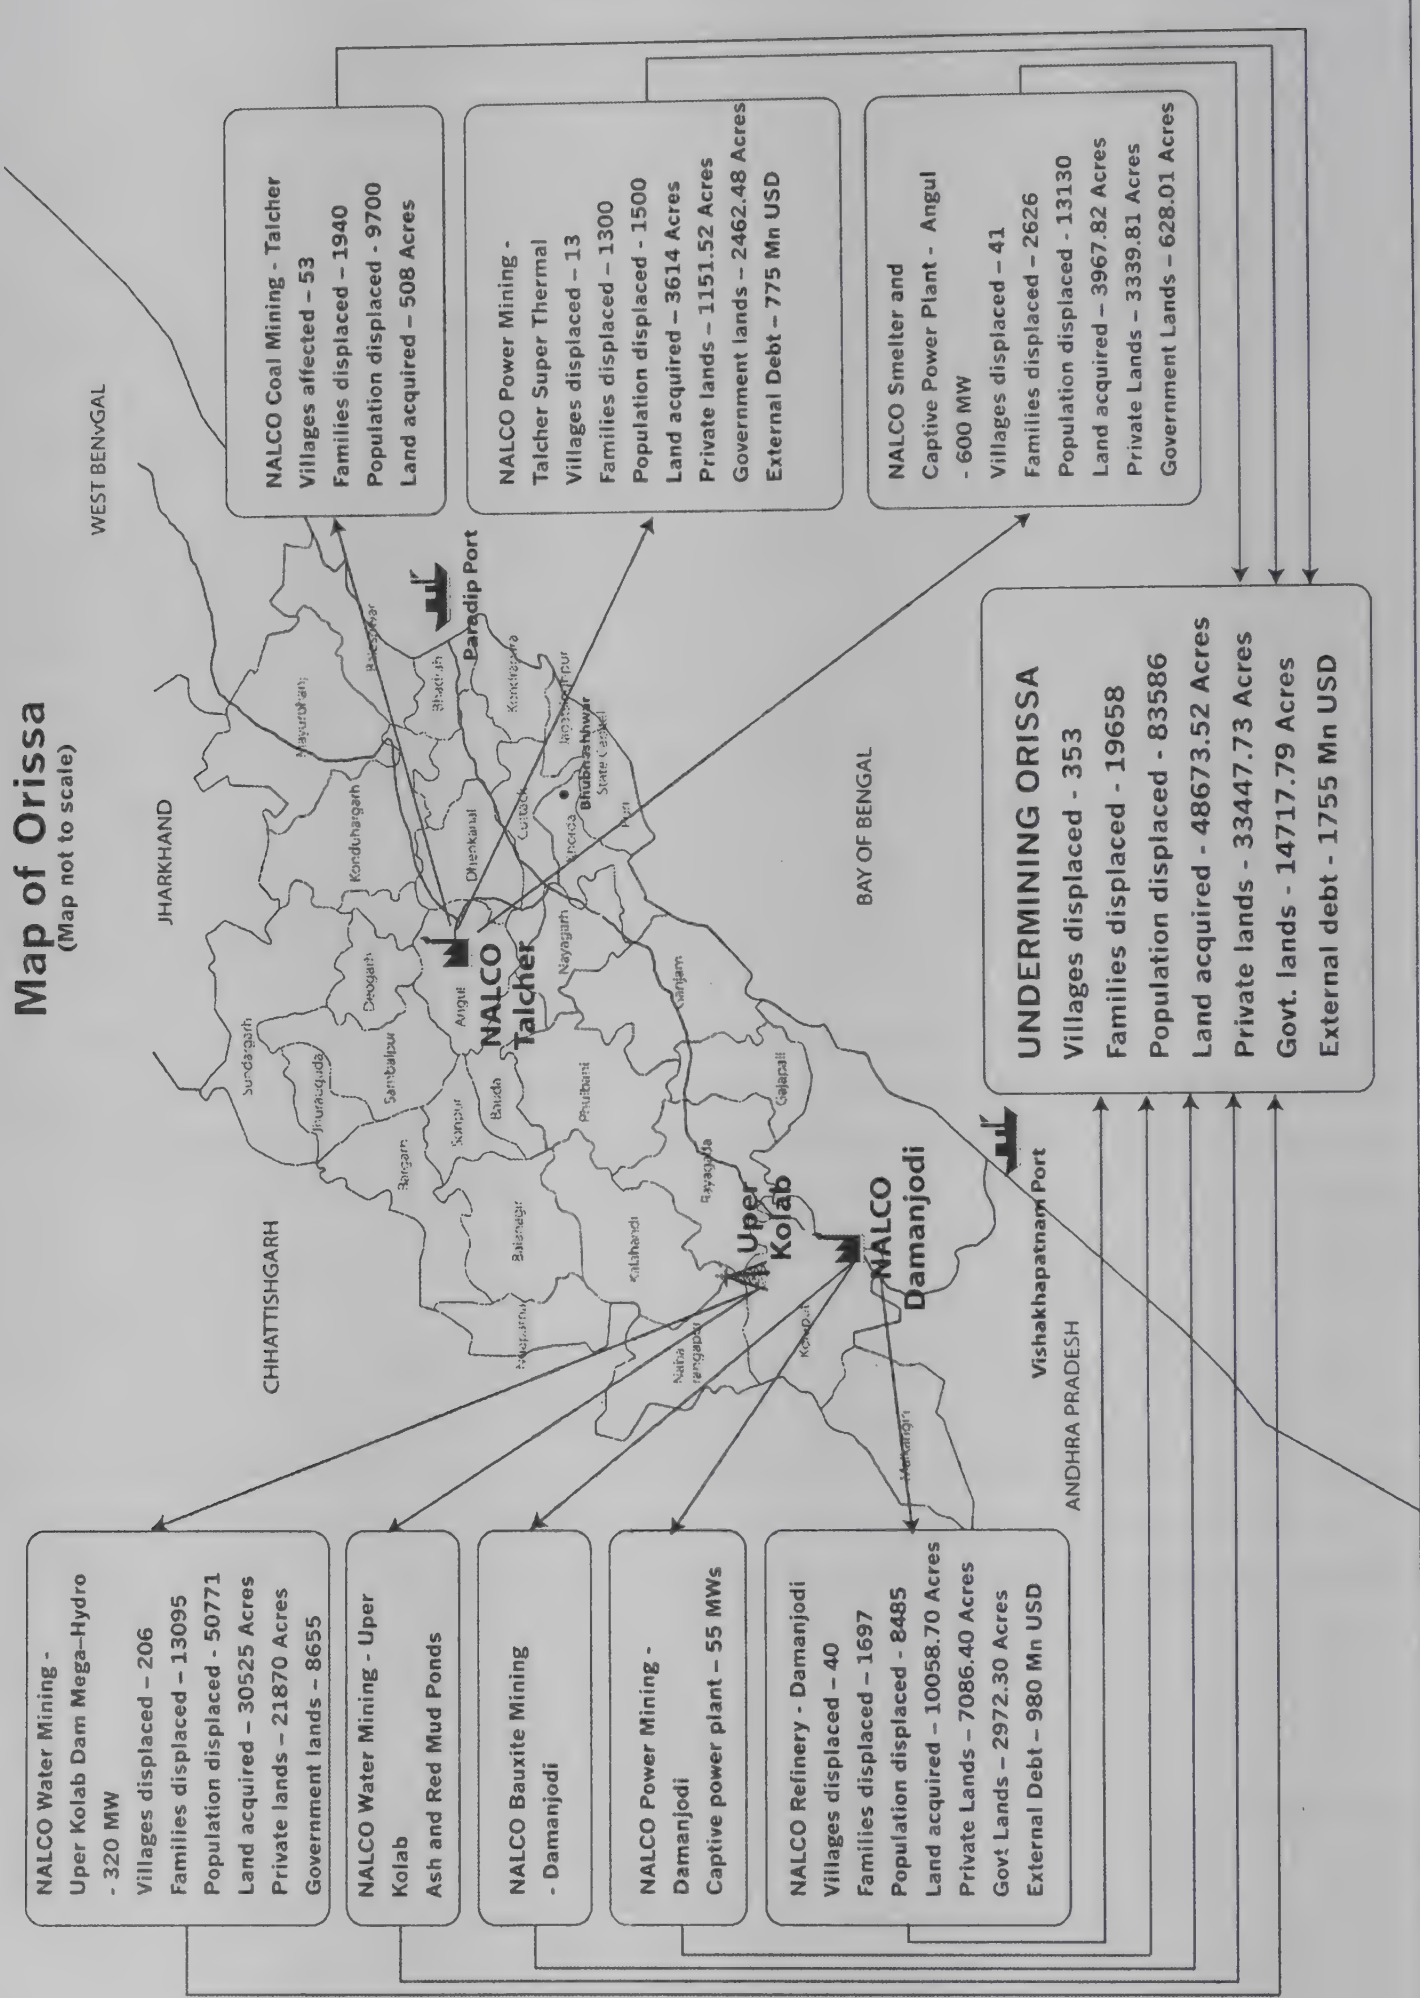 Map of Orissa
(Map not to scale)
NALCO Water Mining -
Uper Kolab Dam Mega–Hydro
- 320 MW
Villages displaced – 206
Families displaced – 13095
Population displaced - 50771
Land acquired – 30525 Acres
Private lands – 21870 Acres
Government lands – 8655
NALCO Water Mining - Uper
Kolab
Ash and Red Mud Ponds
NALCO Bauxite Mining
- Damanjodi
NALCO Power Mining -
Damanjodi
Captive power plant – 55 MWs
NALCO Refinery - Damanjodi
Villages displaced – 40
Families displaced – 1697
Population displaced - 8485
Land acquired – 10058.70 Acres
Private Lands – 7086.40 Acres
Govt Lands – 2972.30 Acres
External Debt – 980 Mn USD
CHHATTISHGARH
JHARKHAND
WEST BENvGAL
Sundargarh
Deogarh
Sambalpur
Bargarh
Sonpur
Bauda
Angul
Konduhargarh
Dhenkanal
Cuttack
Khorda
Puri
Nayagarh
Ganjam
Gajapati
Phulbani
Kalahandi
Rayagada
Koraput
NALCO
Talcher
Paradip Port
Bhubnashhwar
State Capital
Uper
Kolab
NALCO
Damanjodi
Vishakhapatnam Port
ANDHRA PRADESH
BAY OF BENGAL
NALCO Coal Mining - Talcher
Villages affected – 53
Families displaced – 1940
Population displaced - 9700
Land acquired – 508 Acres
NALCO Power Mining -
Talcher Super Thermal
Villages displaced – 13
Families displaced – 1300
Population displaced - 1500
Land acquired – 3614 Acres
Private lands – 1151.52 Acres
Government lands – 2462.48 Acres
External Debt – 775 Mn USD
NALCO Smelter and
Captive Power Plant - Angul
- 600 MW
Villages displaced – 41
Families displaced – 2626
Population displaced - 13130
Land acquired – 3967.82 Acres
Private Lands – 3339.81 Acres
Government Lands – 628.01 Acres
UNDERMINING ORISSA
Villages displaced - 353
Families displaced - 19658
Population displaced - 83586
Land acquired - 48673.52 Acres
Private lands - 33447.73 Acres
Govt. lands - 14717.79 Acres
External debt - 1755 Mn USD